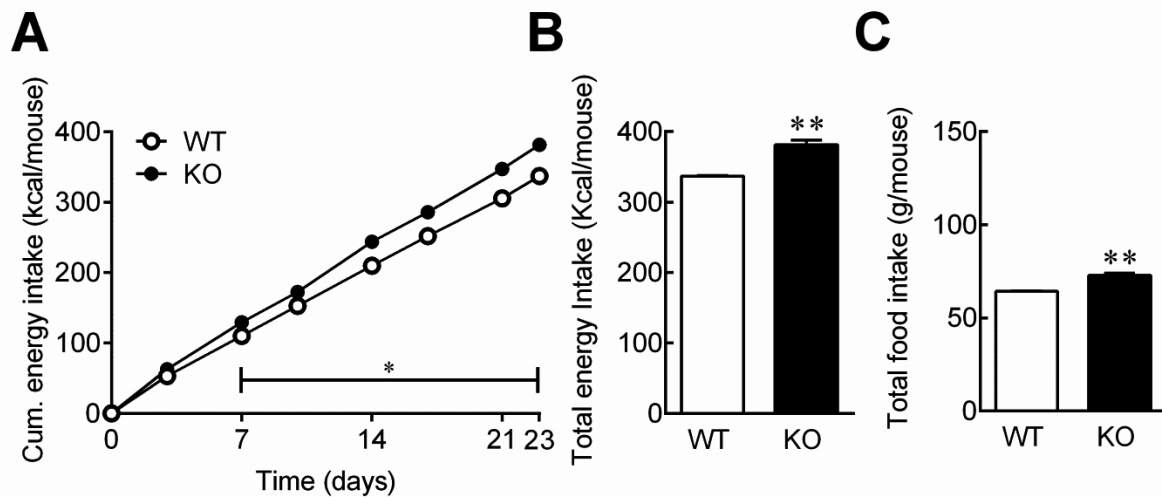 A
Cum. energy intake (kcal/mouse)
400
300
200
100
0
WT
KO
*
0 7 14 21 23
Time (days)
B
Total energy Intake (Kcal/mouse)
400
300
200
100
0
**
WT KO
C
Total food intake (g/mouse)
150
100
50
0
**
WT KO